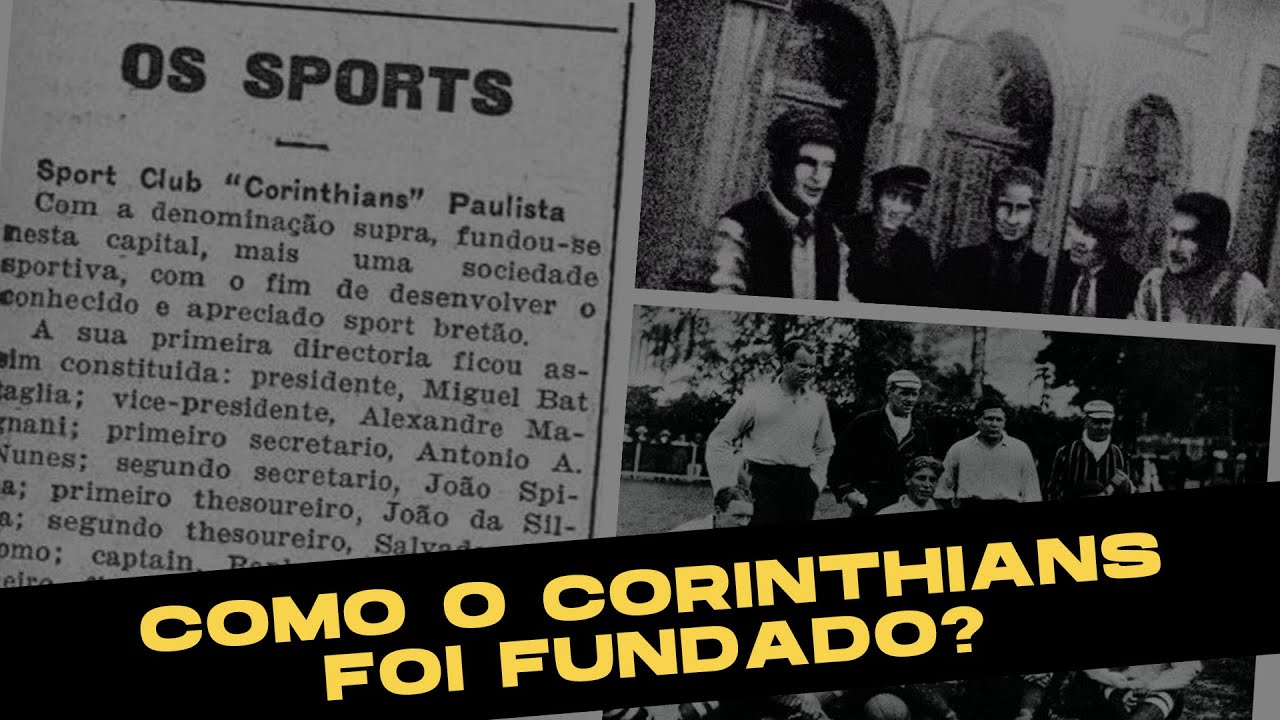 OS SPORTS
Sport Club "Corinthians" Paulista
Com a denominação supra, fundou-se
nesta capital, mais uma sociedade
sportiva, com o fim de desenvolver o
conhecido e apreciado sport bretão.
A sua primeira directoria ficou as-
sim constituida: presidente, Miguel Bat
taglia; vice-presidente, Alexandre Ma-
gnani; primeiro secretario, Antonio A.
Nunes; segundo secretario, João Spi-
a; primeiro thesoureiro, João da Sil-
a; segundo thesoureiro,
omo; captain,
COMO O CORINTHIANS
FOI FUNDADO?